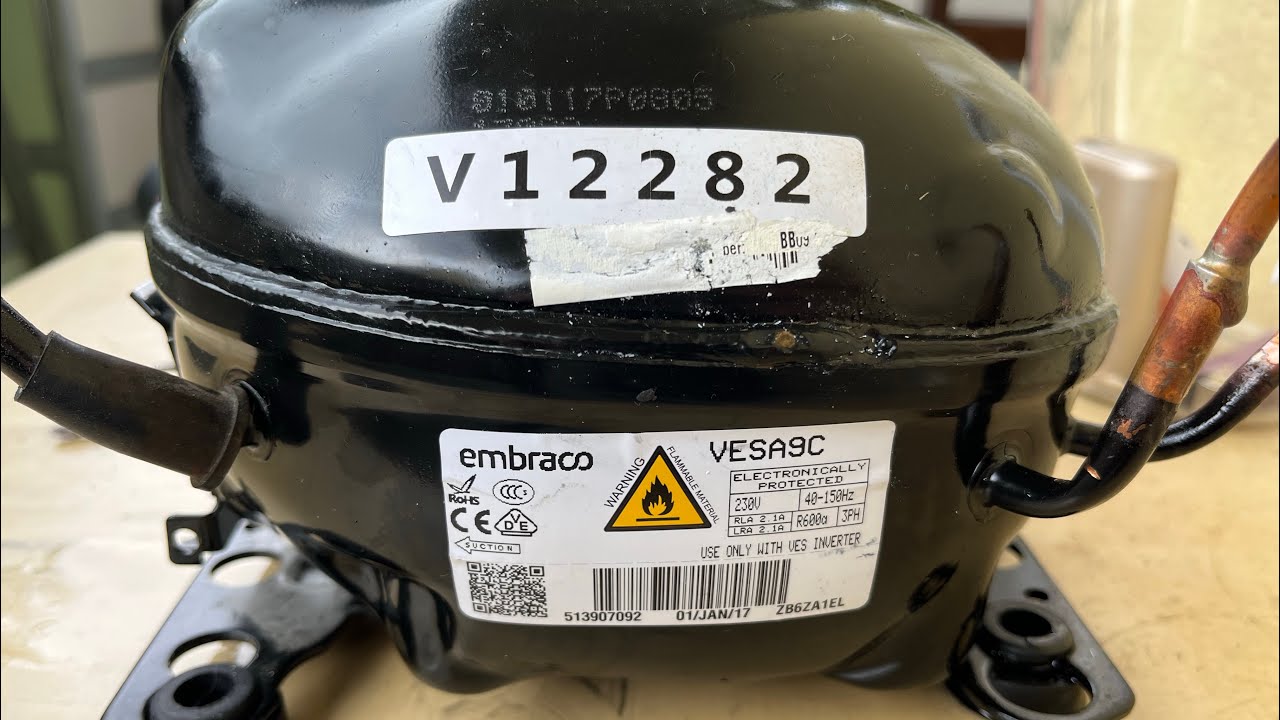 010117P0805
V12282
BB09
embraco
WARNING
FLAMMABLE MATERIAL
VESA9C
ELECTRONICALLY
PROTECTED
230V 40-150Hz
RLA 2.1A
LRA 2.1A
R600a 3PH
RoHS
CCC
CE
VDE
SUCTION
USE ONLY WITH VES INVERTER
513907092 01/JAN/17 ZB6ZA1EL